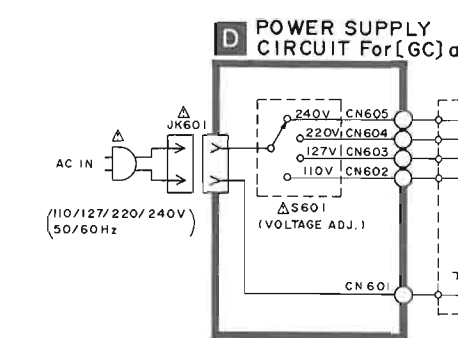 D POWER SUPPLY
CIRCUIT For [GC] a
JK601
240V CN605
220V CN604
127V CN603
110V CN602
AC IN
S601
(VOLTAGE ADJ.)
(110/127/220/240V
50/60Hz)
CN601